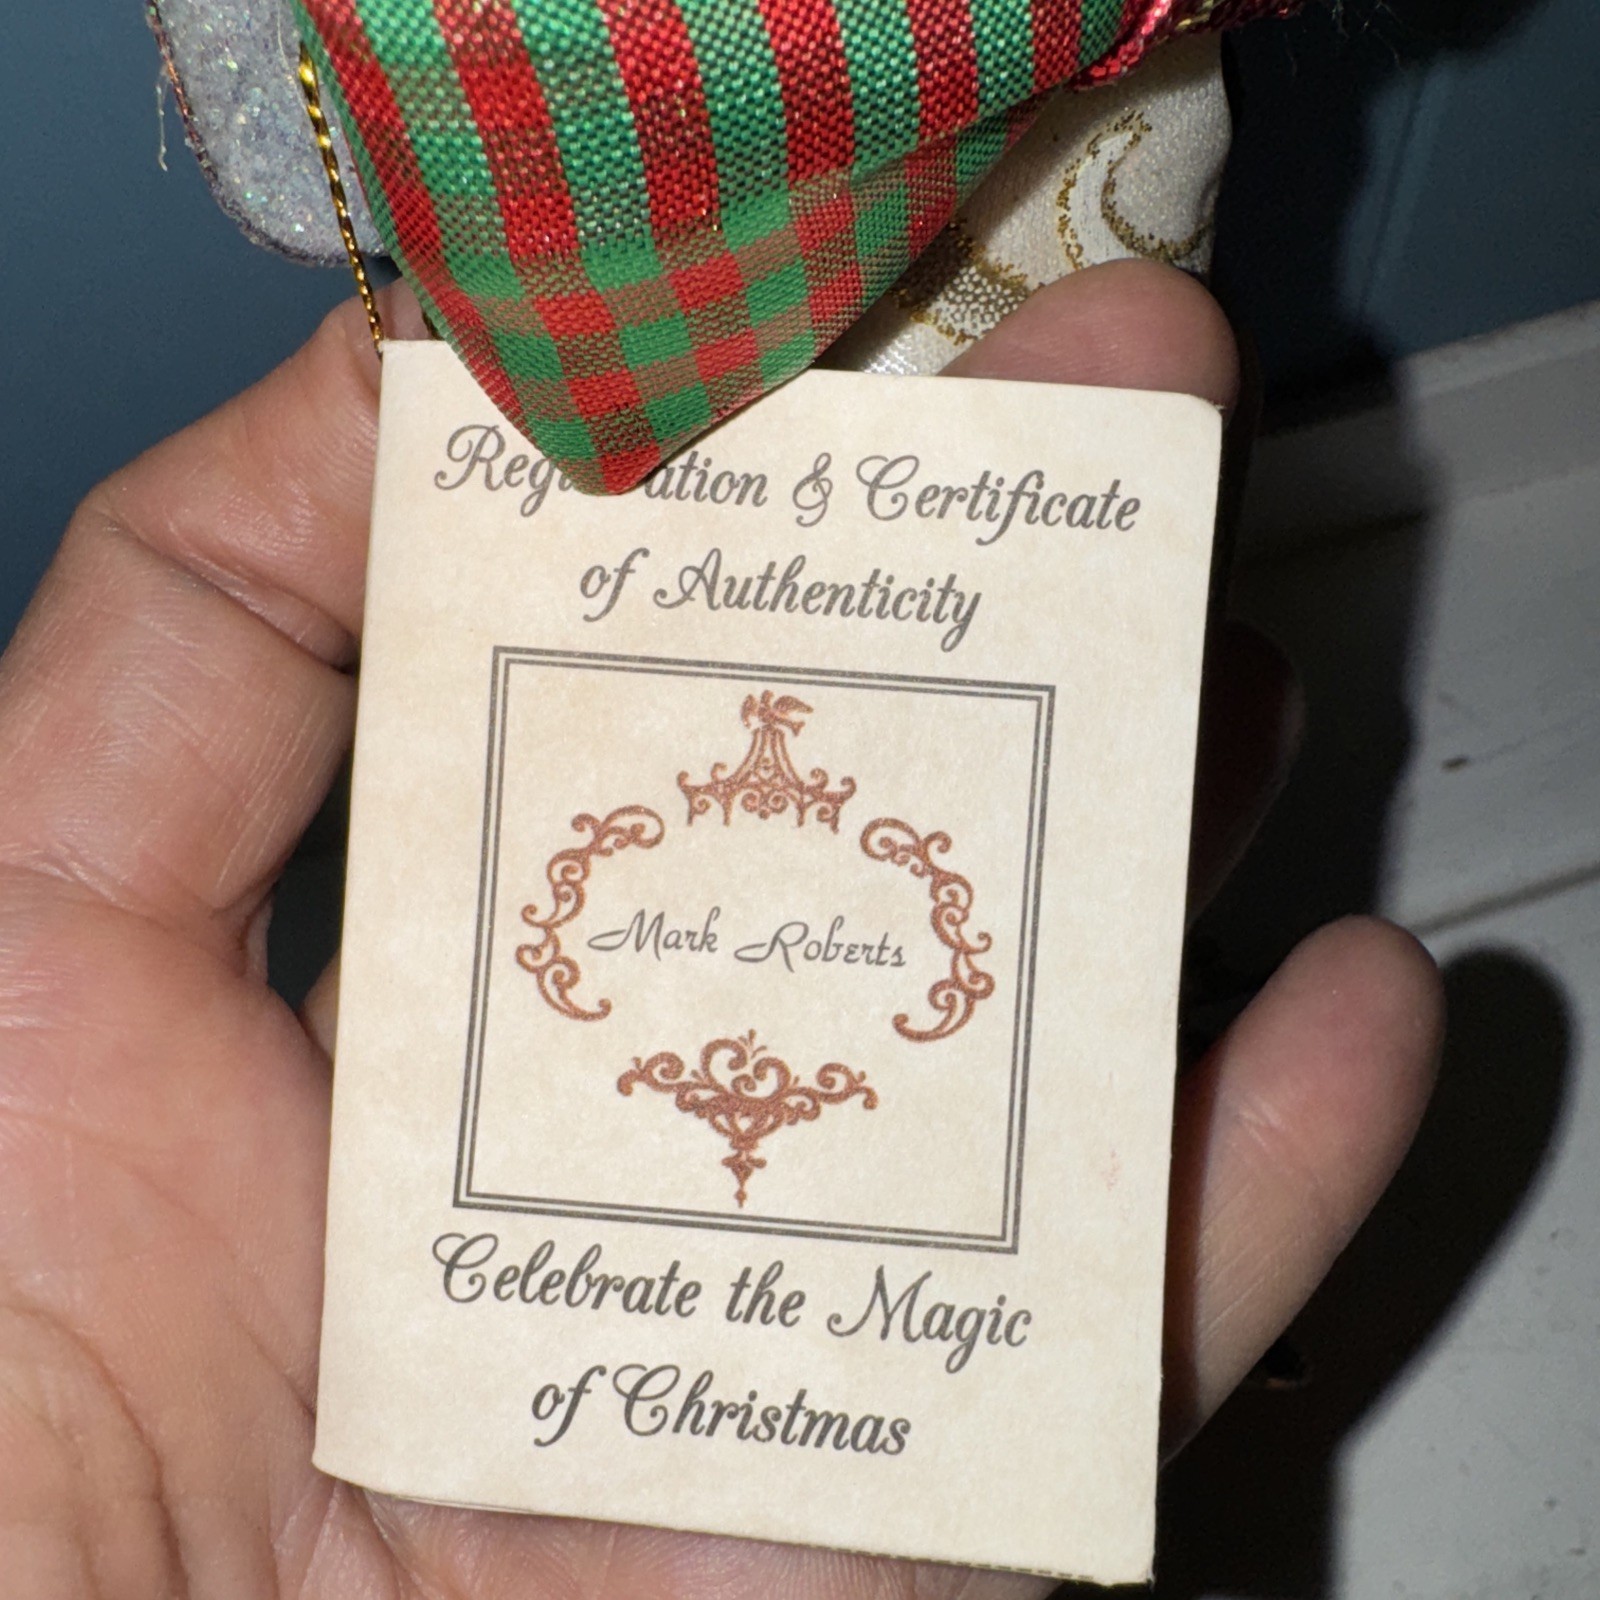 & Certificate
of Authenticity
Mark Roberts
Celebrate the Magic
of Christmas